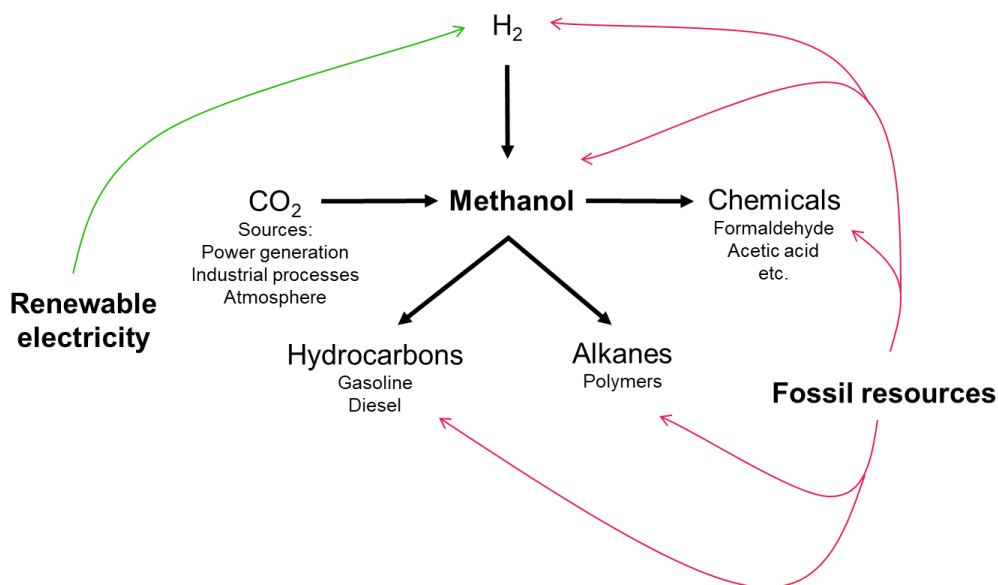 H₂
CO₂
Sources:
Power generation
Industrial processes
Atmosphere
Methanol
Chemicals
Formaldehyde
Acetic acid
etc.
Renewable
electricity
Hydrocarbons
Gasoline
Diesel
Alkanes
Polymers
Fossil resources